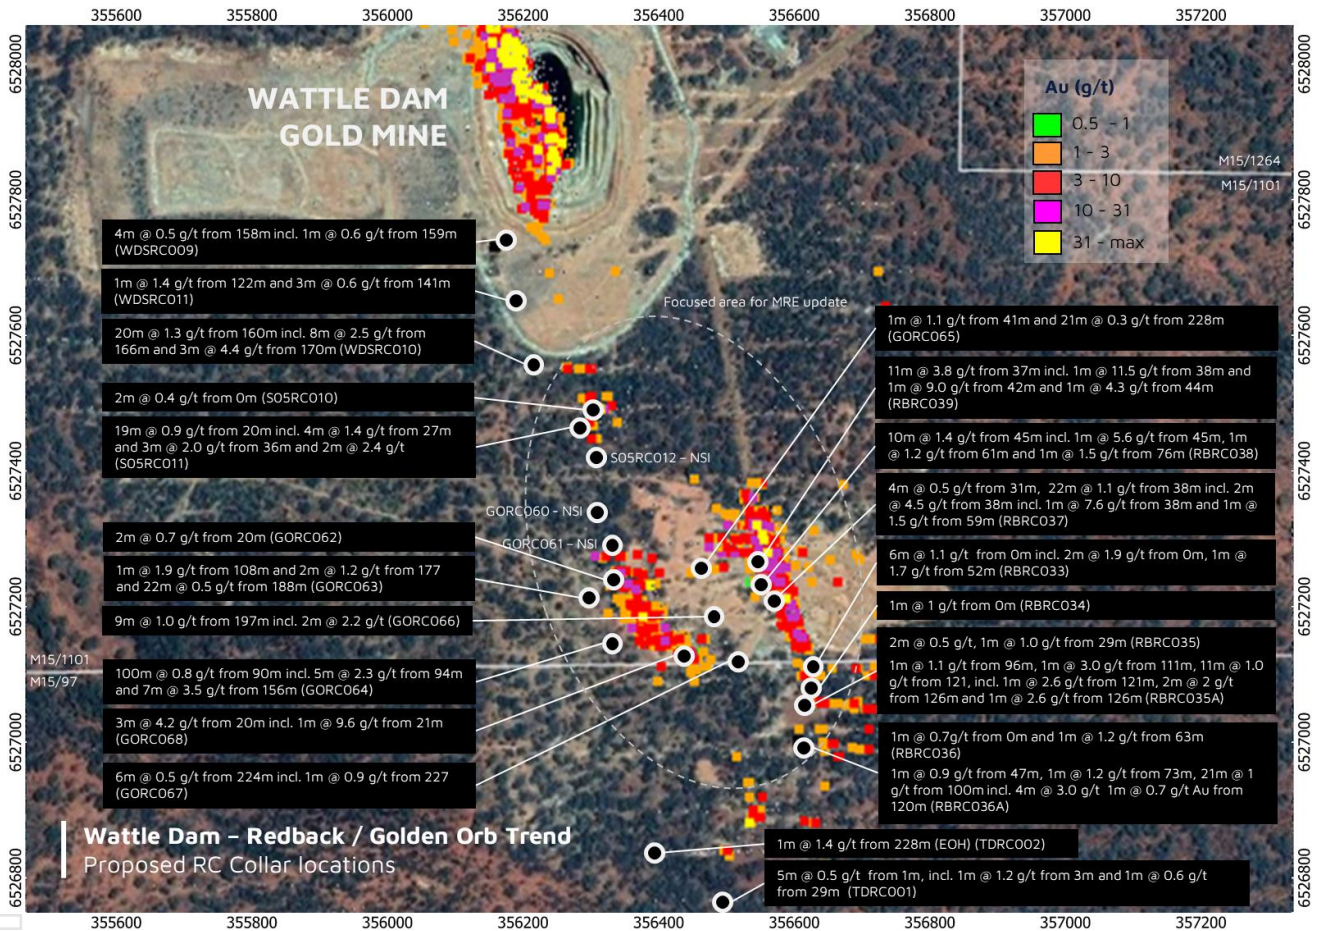 355600 355800 356000 356200 356400 356600 356800 357000 357200
6528000
6527800
6527600
6527400
6527200
6527000
6526800
WATTLE DAM
GOLD MINE
Au (g/t)
0.5 - 1
1 - 3
3 - 10
10 - 31
31 - max
M15/1264
M15/1101
4m @ 0.5 g/t from 158m incl. 1m @ 0.6 g/t from 159m
(WDSRC009)
1m @ 1.4 g/t from 122m and 3m @ 0.6 g/t from 141m
(WDSRC011)
20m @ 1.3 g/t from 160m incl. 8m @ 2.5 g/t from
166m and 3m @ 4.4 g/t from 170m (WDSRC010)
2m @ 0.4 g/t from 0m (S05RC010)
19m @ 0.9 g/t from 20m incl. 4m @ 1.4 g/t from 27m
and 3m @ 2.0 g/t from 36m and 2m @ 2.4 g/t
(S05RC011)
S05RC012 – NSI
GORC060 - NSI
GORC061 - NSI
2m @ 0.7 g/t from 20m (GORC062)
1m @ 1.9 g/t from 108m and 2m @ 1.2 g/t from 177
and 22m @ 0.5 g/t from 188m (GORC063)
9m @ 1.0 g/t from 197m incl. 2m @ 2.2 g/t (GORC066)
M15/1101
M15/97
100m @ 0.8 g/t from 90m incl. 5m @ 2.3 g/t from 94m
and 7m @ 3.5 g/t from 156m (GORC064)
3m @ 4.2 g/t from 20m incl. 1m @ 9.6 g/t from 21m
(GORC068)
6m @ 0.5 g/t from 224m incl. 1m @ 0.9 g/t from 227
(GORC067)
Focused area for MRE update
1m @ 1.1 g/t from 41m and 21m @ 0.3 g/t from 228m
(GORC065)
11m @ 3.8 g/t from 37m incl. 1m @ 11.5 g/t from 38m and
1m @ 9.0 g/t from 42m and 1m @ 4.3 g/t from 44m
(RBRC039)
10m @ 1.4 g/t from 45m incl. 1m @ 5.6 g/t from 45m, 1m
@ 1.2 g/t from 61m and 1m @ 1.5 g/t from 76m (RBRC038)
4m @ 0.5 g/t from 31m, 22m @ 1.1 g/t from 38m incl. 2m
@ 4.5 g/t from 38m incl. 1m @ 7.6 g/t from 38m and 1m @
1.5 g/t from 59m (RBRC037)
6m @ 1.1 g/t from 0m incl. 2m @ 1.9 g/t from 0m, 1m @
1.7 g/t from 52m (RBRC033)
1m @ 1 g/t from 0m (RBRC034)
2m @ 0.5 g/t, 1m @ 1.0 g/t from 29m (RBRC035)
1m @ 1.1 g/t from 96m, 1m @ 3.0 g/t from 111m, 11m @ 1.0
g/t from 121, incl. 1m @ 2.6 g/t from 121m, 2m @ 2 g/t
from 126m and 1m @ 2.6 g/t from 126m (RBRC035A)
1m @ 0.7g/t from 0m and 1m @ 1.2 g/t from 63m
(RBRC036)
1m @ 0.9 g/t from 47m, 1m @ 1.2 g/t from 73m, 21m @ 1
g/t from 100m incl. 4m @ 3.0 g/t 1m @ 0.7 g/t Au from
120m (RBRC036A)
1m @ 1.4 g/t from 228m (EOH) (TDRC002)
5m @ 0.5 g/t from 1m, incl. 1m @ 1.2 g/t from 3m and 1m @ 0.6 g/t
from 29m (TDRC001)
Wattle Dam – Redback / Golden Orb Trend
Proposed RC Collar locations
6528000
6527800
6527600
6527400
6527200
6527000
6526800
355600 355800 356000 356200 356400 356600 356800 357000 357200